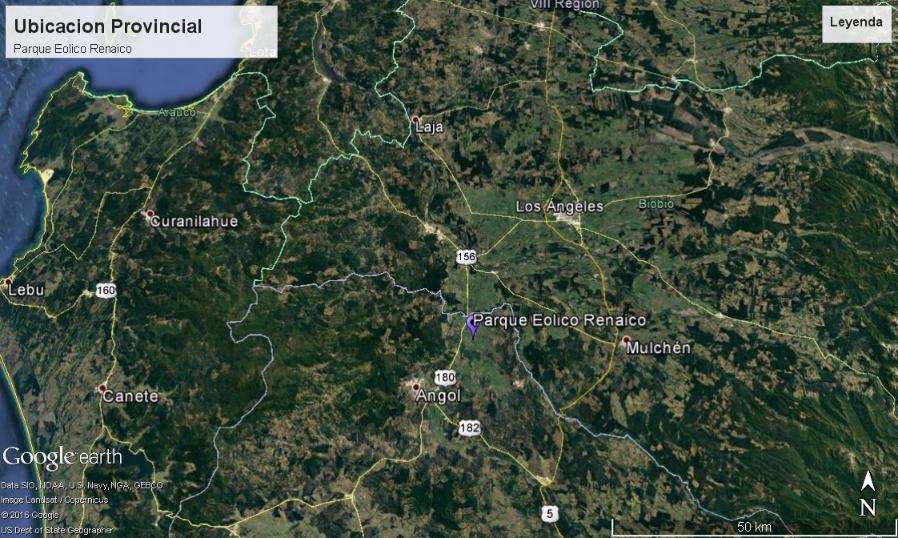 Ubicacion Provincial
Parque Eolico Renaico
Leyenda
VIII Region
Lota
Arauco
Laja
Los Angeles
Biobio
Curanilahue
156
Lebu
160
Parque Eolico Renaico
Mulchén
180
Angol
Canete
182
Google earth
Data SIO, NOAA, U.S. Navy, NGA, GEBCO
Image Landsat / Copernicus
© 2016 Google
US Dept of State Geographer
5
N
50 km